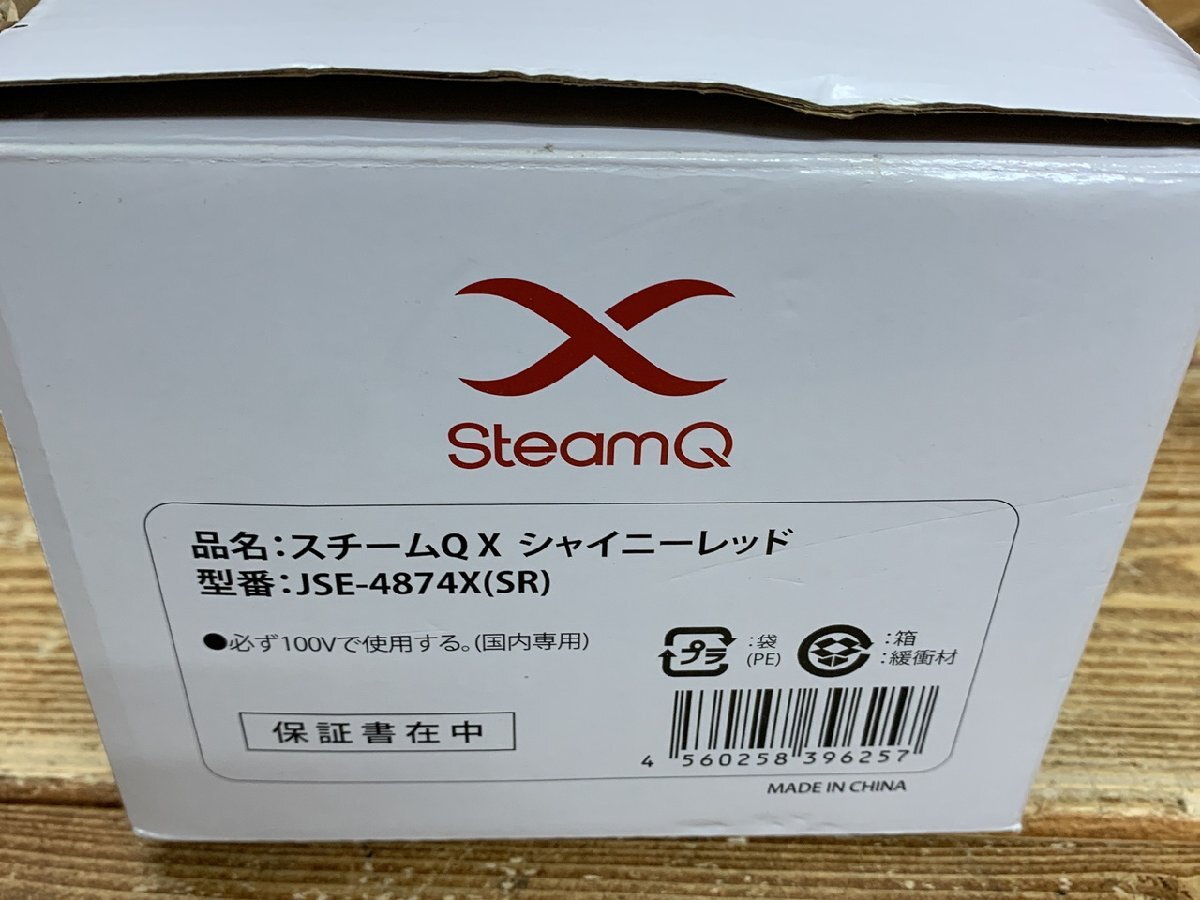 SteamQ
品名：スチームQ X シャイニーレッド
型番：JSE-4874X(SR)
●必ず100Vで使用する。(国内専用)
プラ
：袋
(PE)
：箱
：緩衝材
保証書在中
4 560258 396257
MADE IN CHINA